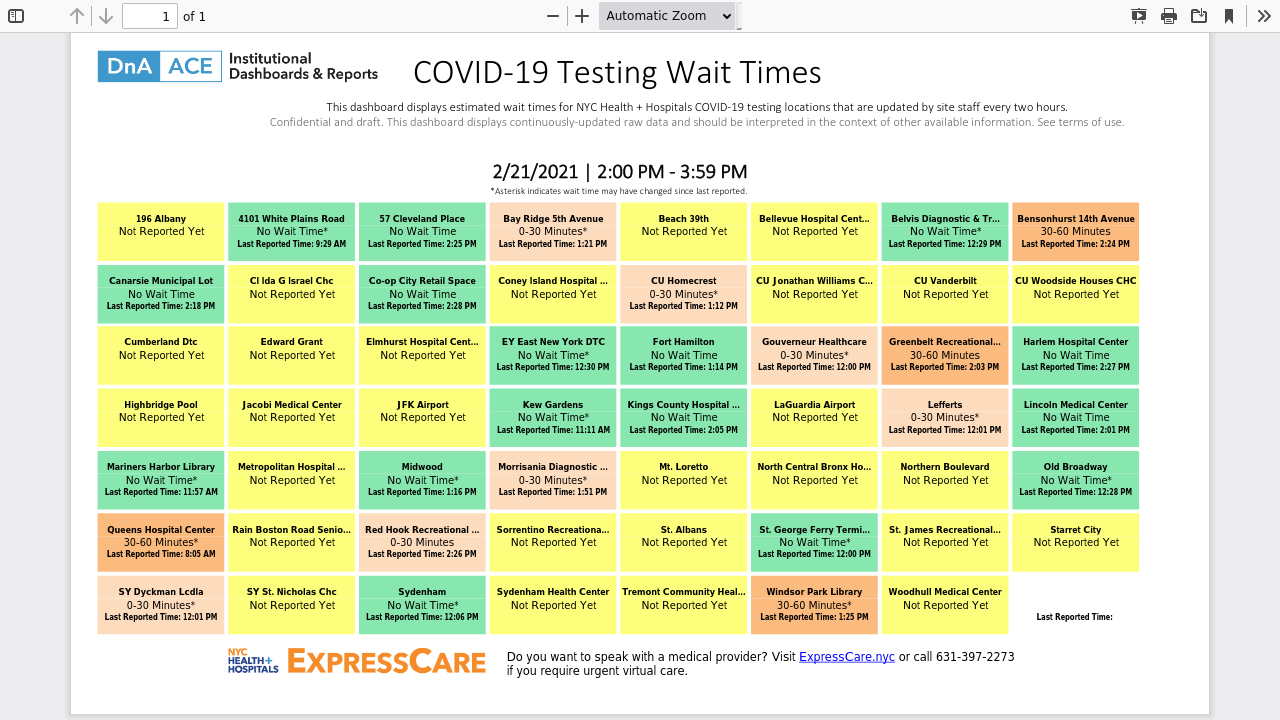 1 of 1 Automatic Zoom
DnA ACE Institutional
Dashboards & Reports
COVID-19 Testing Wait Times
This dashboard displays estimated wait times for NYC Health + Hospitals COVID-19 testing locations that are updated by site staff every two hours.
Confidential and draft. This dashboard displays continuously-updated raw data and should be interpreted in the context of other available information. See terms of use.
2/21/2021 | 2:00 PM - 3:59 PM
*Asterisk indicates wait time may have changed since last reported.
196 Albany
Not Reported Yet
4101 White Plains Road
No Wait Time*
Last Reported Time: 9:29 AM
57 Cleveland Place
No Wait Time
Last Reported Time: 2:25 PM
Bay Ridge 5th Avenue
0-30 Minutes*
Last Reported Time: 1:21 PM
Beach 39th
Not Reported Yet
Bellevue Hospital Cent...
Not Reported Yet
Belvis Diagnostic & Tr...
No Wait Time*
Last Reported Time: 12:29 PM
Bensonhurst 14th Avenue
30-60 Minutes
Last Reported Time: 2:24 PM
Canarsie Municipal Lot
No Wait Time
Last Reported Time: 2:18 PM
Cl Ida G Israel Chc
Not Reported Yet
Co-op City Retail Space
No Wait Time
Last Reported Time: 2:28 PM
Coney Island Hospital ...
Not Reported Yet
CU Homecrest
0-30 Minutes*
Last Reported Time: 1:12 PM
CU Jonathan Williams C...
Not Reported Yet
CU Vanderbilt
Not Reported Yet
CU Woodside Houses CHC
Not Reported Yet
Cumberland Dtc
Not Reported Yet
Edward Grant
Not Reported Yet
Elmhurst Hospital Cent...
Not Reported Yet
EY East New York DTC
No Wait Time*
Last Reported Time: 12:30 PM
Fort Hamilton
No Wait Time
Last Reported Time: 1:14 PM
Gouverneur Healthcare
0-30 Minutes*
Last Reported Time: 12:00 PM
Greenbelt Recreational...
30-60 Minutes
Last Reported Time: 2:03 PM
Harlem Hospital Center
No Wait Time
Last Reported Time: 2:27 PM
Highbridge Pool
Not Reported Yet
Jacobi Medical Center
Not Reported Yet
JFK Airport
Not Reported Yet
Kew Gardens
No Wait Time*
Last Reported Time: 11:11 AM
Kings County Hospital ...
No Wait Time
Last Reported Time: 2:05 PM
LaGuardia Airport
Not Reported Yet
Lefferts
0-30 Minutes*
Last Reported Time: 12:01 PM
Lincoln Medical Center
No Wait Time
Last Reported Time: 2:01 PM
Mariners Harbor Library
No Wait Time*
Last Reported Time: 11:57 AM
Metropolitan Hospital ...
Not Reported Yet
Midwood
No Wait Time*
Last Reported Time: 1:16 PM
Morrisania Diagnostic ...
0-30 Minutes*
Last Reported Time: 1:51 PM
Mt. Loretto
Not Reported Yet
North Central Bronx Ho...
Not Reported Yet
Northern Boulevard
Not Reported Yet
Old Broadway
No Wait Time*
Last Reported Time: 12:28 PM
Queens Hospital Center
30-60 Minutes*
Last Reported Time: 8:05 AM
Rain Boston Road Senio...
Not Reported Yet
Red Hook Recreational ...
0-30 Minutes
Last Reported Time: 2:26 PM
Sorrentino Recreationa...
Not Reported Yet
St. Albans
Not Reported Yet
St. George Ferry Termi...
No Wait Time*
Last Reported Time: 12:00 PM
St. James Recreational...
Not Reported Yet
Starret City
Not Reported Yet
SY Dyckman Lcdla
0-30 Minutes*
Last Reported Time: 12:01 PM
SY St. Nicholas Chc
Not Reported Yet
Sydenham
No Wait Time*
Last Reported Time: 12:06 PM
Sydenham Health Center
Not Reported Yet
Tremont Community Heal...
Not Reported Yet
Windsor Park Library
30-60 Minutes*
Last Reported Time: 1:25 PM
Woodhull Medical Center
Not Reported Yet
Last Reported Time:
NYC
HEALTH+
HOSPITALS
EXPRESSCARE
Do you want to speak with a medical provider? Visit ExpressCare.nyc or call 631-397-2273
if you require urgent virtual care.